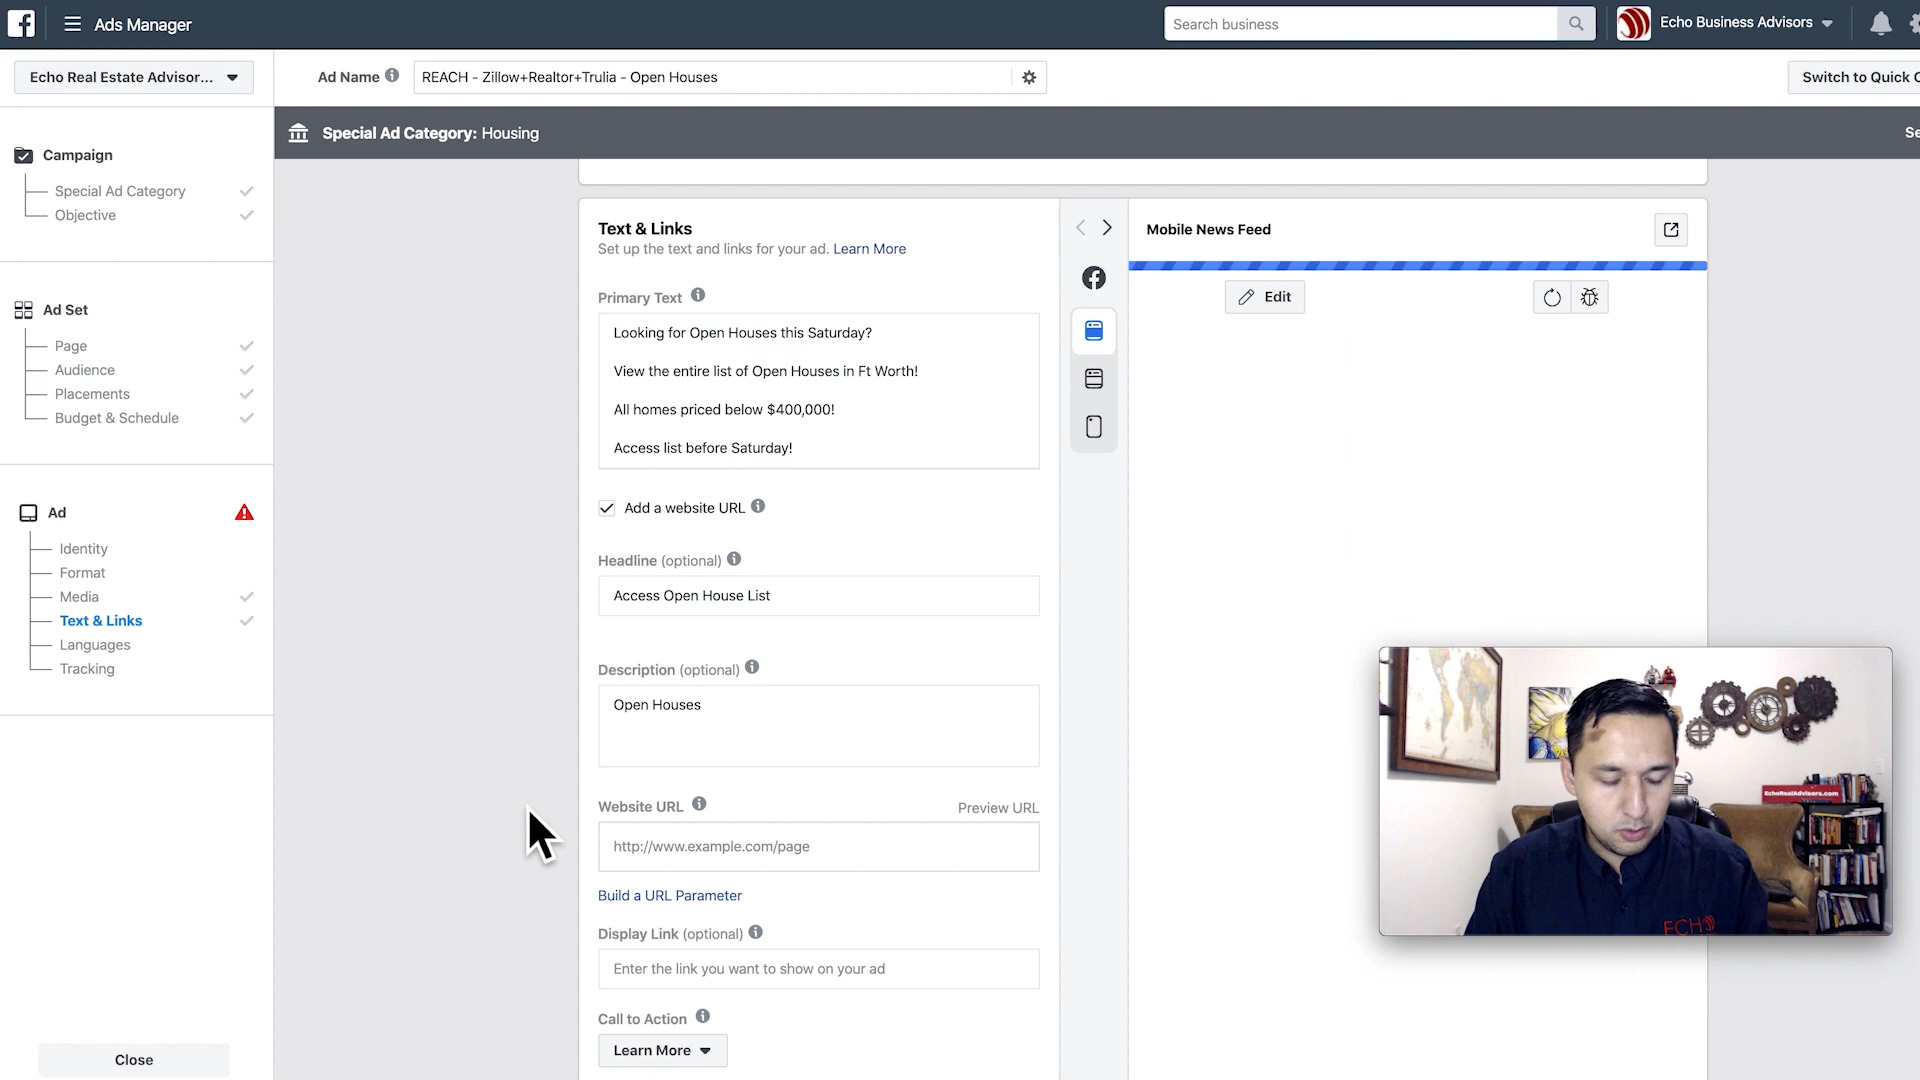 Ads Manager
Search business
Echo Business Advisors
Echo Real Estate Advisor...
Ad Name
REACH - Zillow+Realtor+Trulia - Open Houses
Switch to Quick C
Special Ad Category: Housing
Se
Campaign
Special Ad Category
Objective
Ad Set
Page
Audience
Placements
Budget & Schedule
Ad
Identity
Format
Media
Text & Links
Languages
Tracking
Close
Text & Links
Set up the text and links for your ad. Learn More
Primary Text
Looking for Open Houses this Saturday?
View the entire list of Open Houses in Ft Worth!
All homes priced below $400,000!
Access list before Saturday!
Add a website URL
Headline (optional)
Access Open House List
Description (optional)
Open Houses
Website URL
Preview URL
http://www.example.com/page
Build a URL Parameter
Display Link (optional)
Enter the link you want to show on your ad
Call to Action
Learn More
Mobile News Feed
Edit
EchoRealAdvisors.com
ECHO